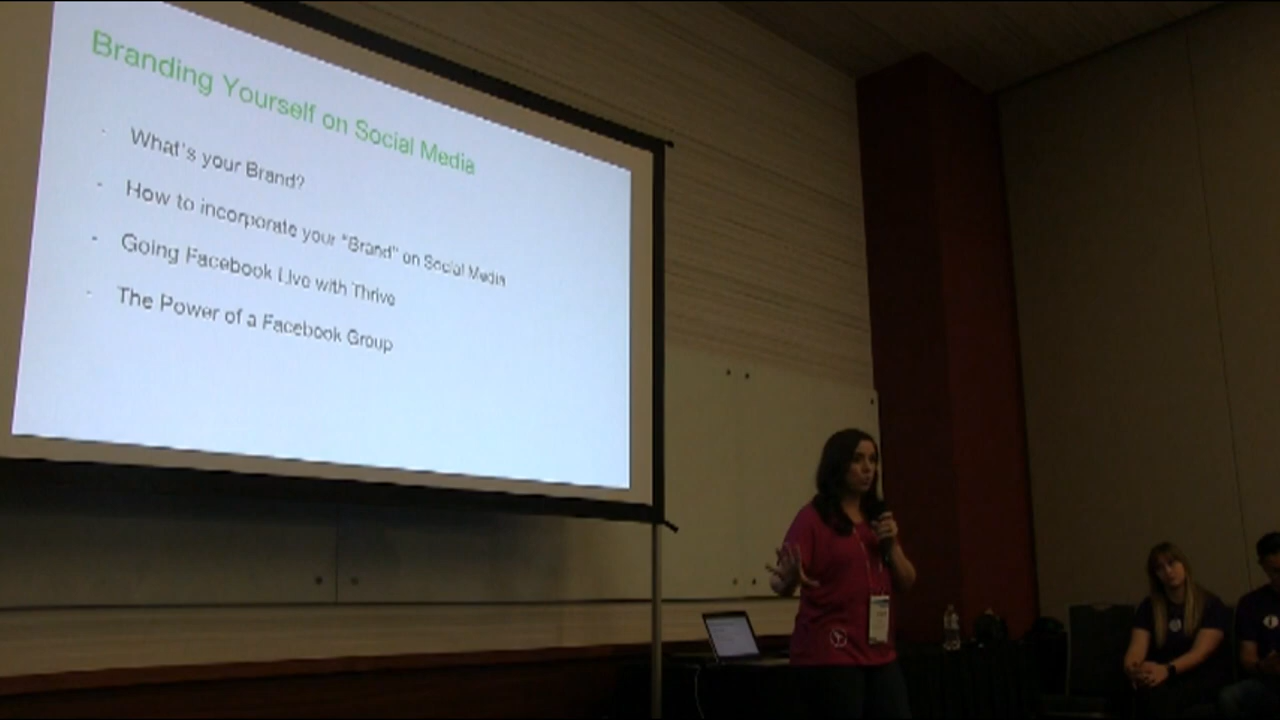 Branding Yourself on Social Media
- What's your Brand?
- How to incorporate your "Brand" on Social Media
- Going Facebook Live with Thrive
- The Power of a Facebook Group